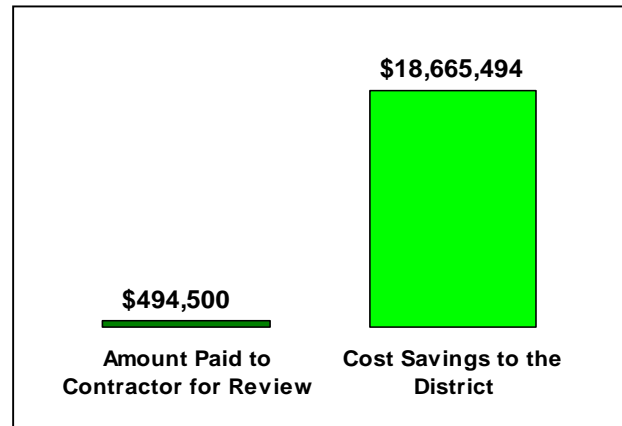 $18,665,494
$494,500
Amount Paid to
Contractor for Review
Cost Savings to the
District